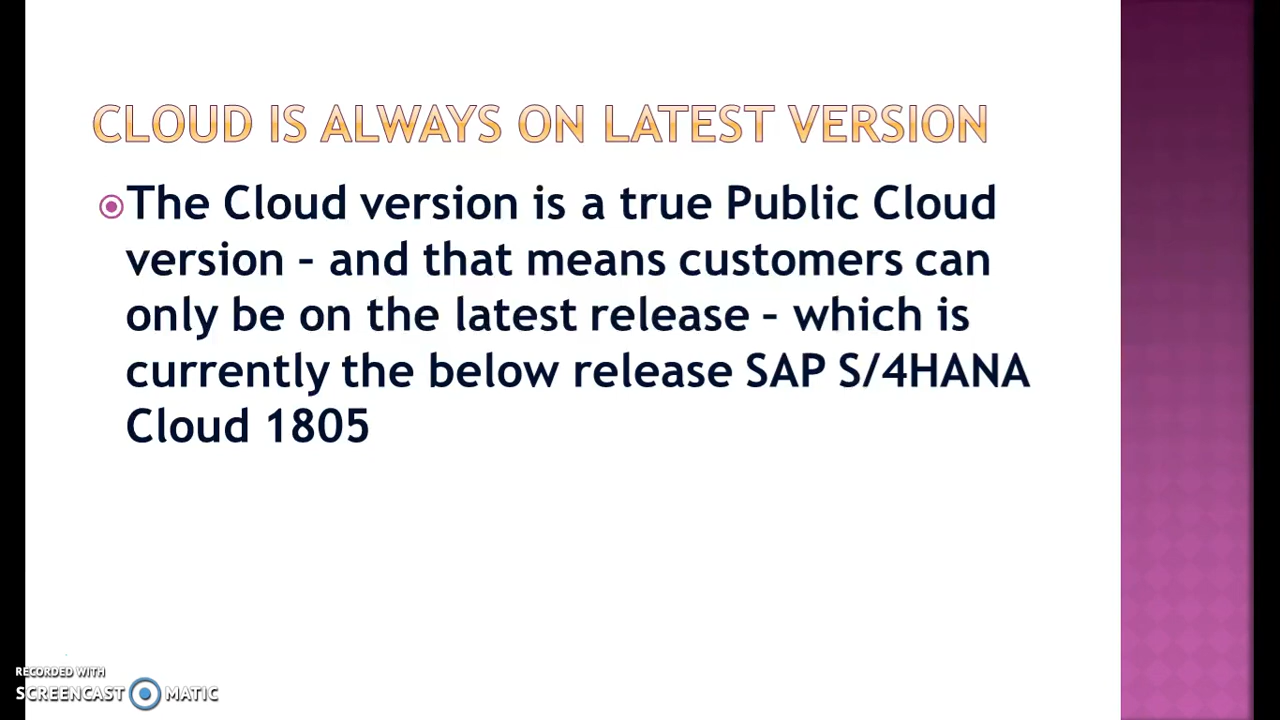 CLOUD IS ALWAYS ON LATEST VERSION
The Cloud version is a true Public Cloud
version – and that means customers can
only be on the latest release – which is
currently the below release SAP S/4HANA
Cloud 1805
RECORDED WITH
SCREENCAST MATIC